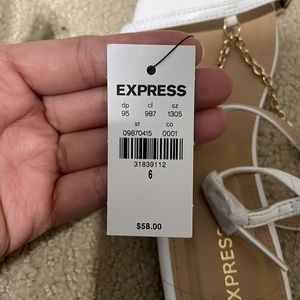 EXPRESS
dp cl sz
95 987 1305
st co
09870415 0001
31839112
6
$58.00
EXPRESS